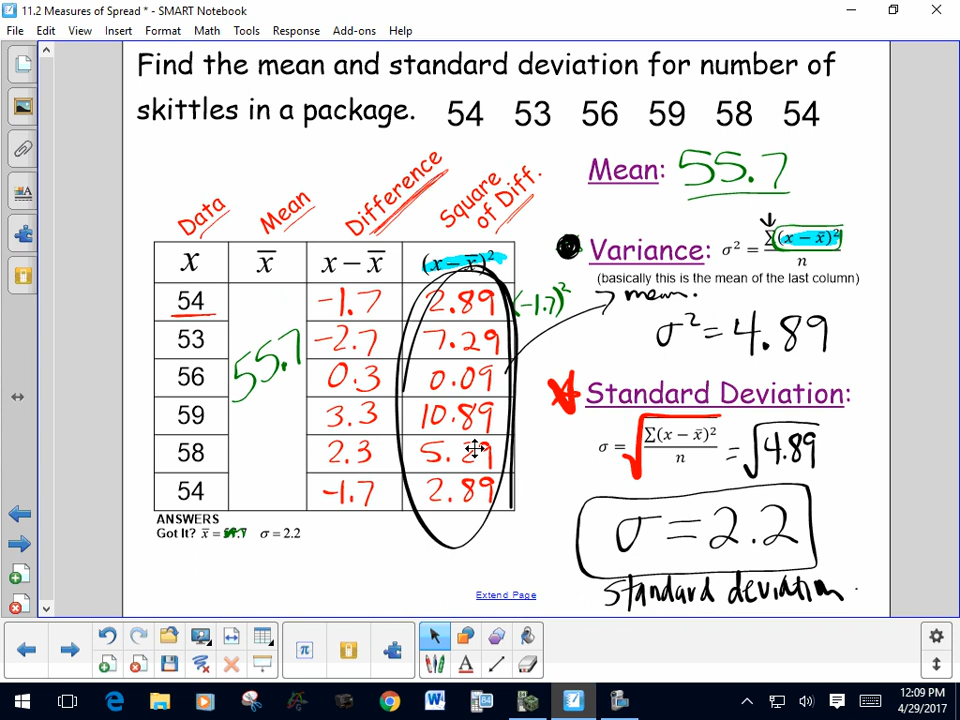 11.2 Measures of Spread * - SMART Notebook
File Edit View Insert Format Math Tools Response Add-ons Help
Find the mean and standard deviation for number of
skittles in a package. 54 53 56 59 58 54
Mean: 55.7
Data Mean Difference Square of Diff.
x x̄ x − x̄ (x − x̄)²
54 -1.7 2.89 (-1.7)²
53 -2.7 7.29
56 55.7 0.3 0.09
59 3.3 10.89
58 2.3 5.29
54 -1.7 2.89
ANSWERS
Got It? x̄ = σ = 2.2
Variance: σ² = Σ(x − x̄)² / n
(basically this is the mean of the last column)
mean.
σ² = 4.89
Standard Deviation:
σ = √(Σ(x − x̄)² / n) = √4.89
σ = 2.2
standard deviation
Extend Page
12:09 PM
4/29/2017